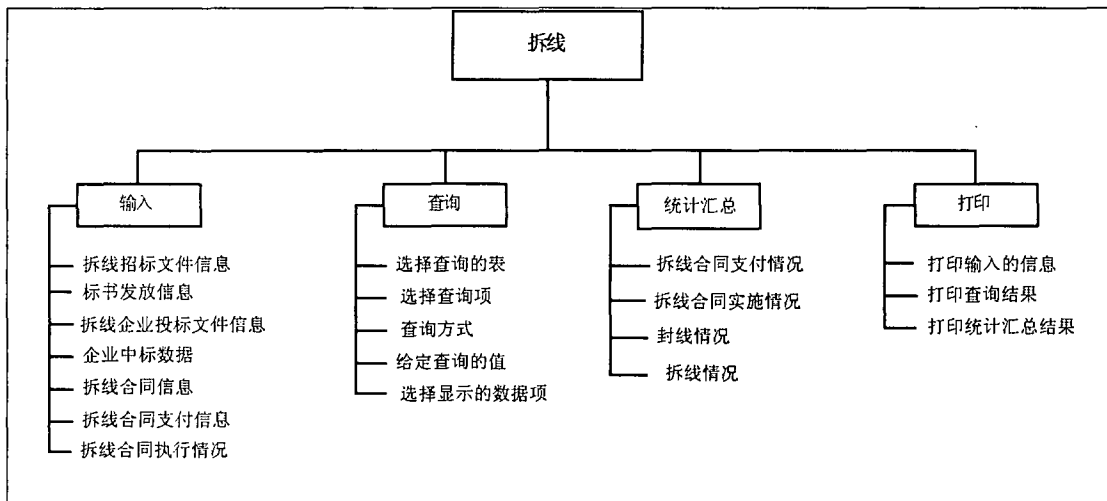 拆线
输入
拆线招标文件信息
标书发放信息
拆线企业投标文件信息
企业中标数据
拆线合同信息
拆线合同支付信息
拆线合同执行情况
查询
选择查询的表
选择查询项
查询方式
给定查询的值
选择显示的数据项
统计汇总
拆线合同支付情况
拆线合同实施情况
封线情况
拆线情况
打印
打印输入的信息
打印查询结果
打印统计汇总结果